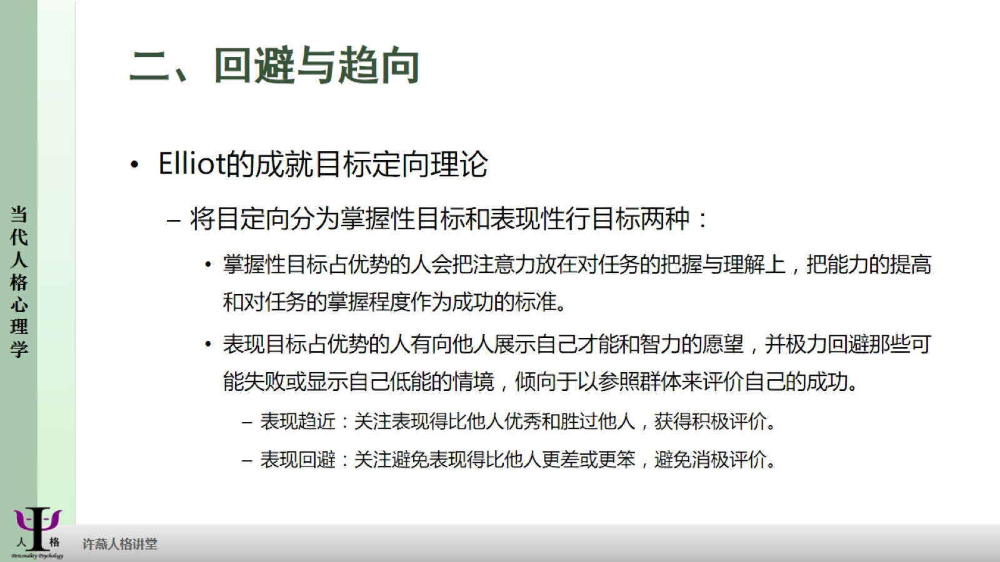 二、回避与趋向
• Elliot的成就目标定向理论
– 将目定向分为掌握性目标和表现性行目标两种：
• 掌握性目标占优势的人会把注意力放在对任务的把握与理解上，把能力的提高
和对任务的掌握程度作为成功的标准。
• 表现目标占优势的人有向他人展示自己才能和智力的愿望，并极力回避那些可
能失败或显示自己低能的情境，倾向于以参照群体来评价自己的成功。
– 表现趋近：关注表现得比他人优秀和胜过他人，获得积极评价。
– 表现回避：关注避免表现得比他人更差或更笨，避免消极评价。
当代人格心理学
人格
Personality Psychology
许燕人格讲堂